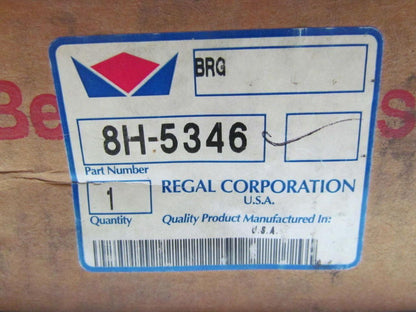 BRG
8H-5346
Part Number
1
REGAL CORPORATION
U.S.A.
Quantity
Quality Product Manufactured In:
U.S.A.